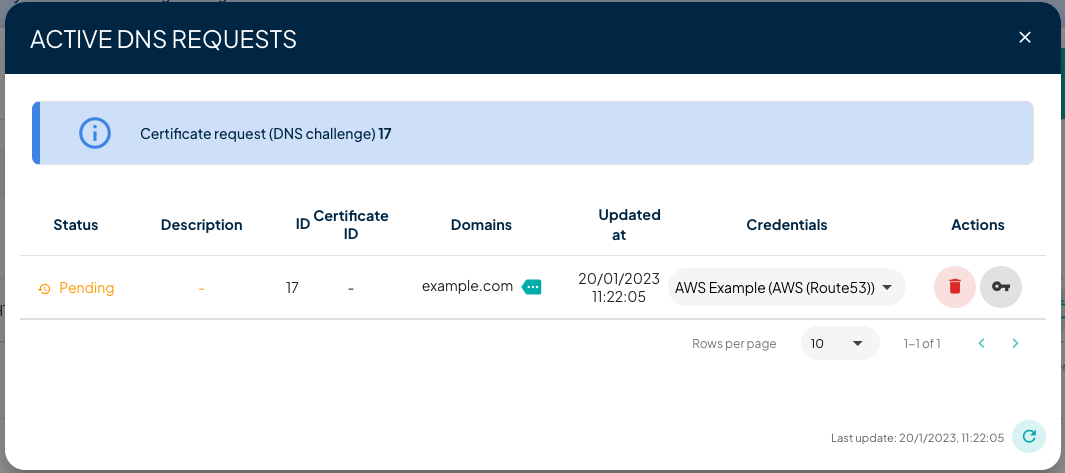 ACTIVE DNS REQUESTS
Certificate request (DNS challenge) 17
Status Description ID Certificate ID Domains Updated at Credentials Actions
Pending - 17 - example.com 20/01/2023 11:22:05 AWS Example (AWS (Route53))
Rows per page 10 1–1 of 1
Last update: 20/1/2023, 11:22:05